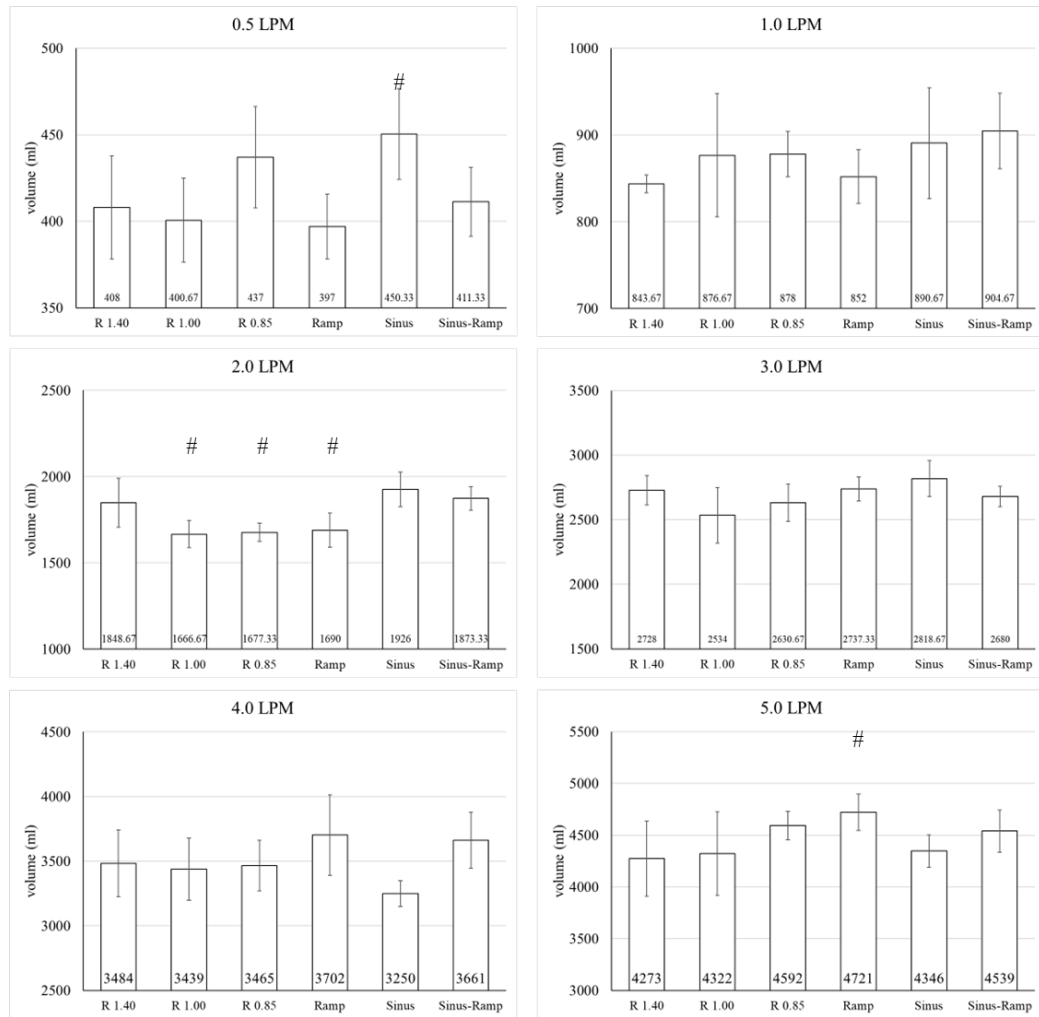 0.5 LPM
500
#
450
volume (ml)
400
350
408 400.67 437 397 450.33 411.33
R 1.40 R 1.00 R 0.85 Ramp Sinus Sinus-Ramp
1.0 LPM
1000
900
volume (ml)
800
700
843.67 876.67 878 852 890.67 904.67
R 1.40 R 1.00 R 0.85 Ramp Sinus Sinus-Ramp
2.0 LPM
2500
# # #
2000
volume (ml)
1500
1000
1848.67 1666.67 1677.33 1690 1926 1873.33
R 1.40 R 1.00 R 0.85 Ramp Sinus Sinus-Ramp
3.0 LPM
3500
3000
volume (ml)
2500
1500
2728 2534 2630.67 2737.33 2818.67 2680
R 1.40 R 1.00 R 0.85 Ramp Sinus Sinus-Ramp
4.0 LPM
4500
4000
volume (ml)
3500
3000
2500
3484 3439 3465 3702 3250 3661
R 1.40 R 1.00 R 0.85 Ramp Sinus Sinus-Ramp
5.0 LPM
#
5500
5000
volume (ml)
4500
4000
3500
3000
4273 4322 4592 4721 4346 4539
R 1.40 R 1.00 R 0.85 Ramp Sinus Sinus-Ramp